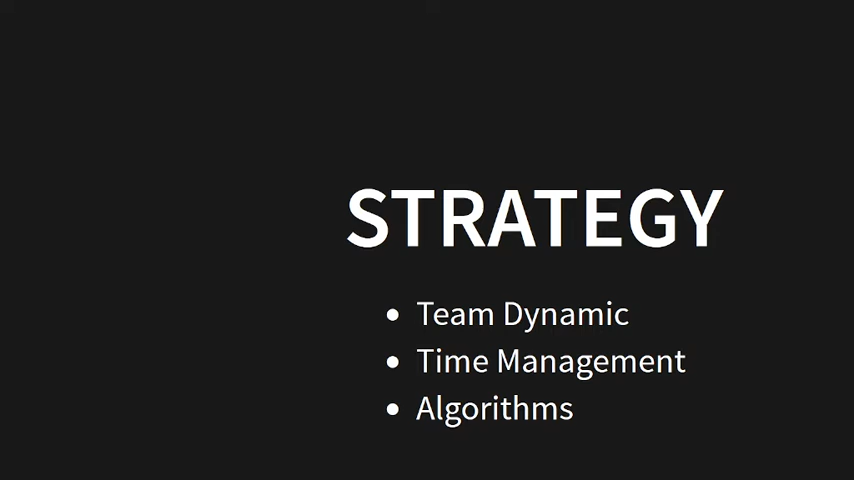 STRATEGY
• Team Dynamic
• Time Management
• Algorithms